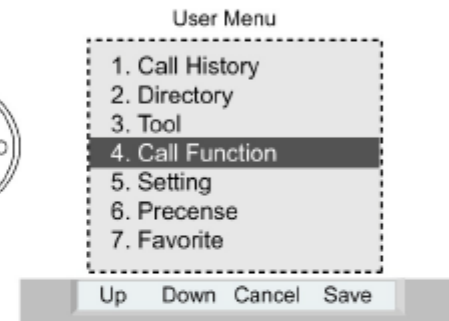 User Menu
1. Call History
2. Directory
3. Tool
4. Call Function
5. Setting
6. Precense
7. Favorite
Up Down Cancel Save